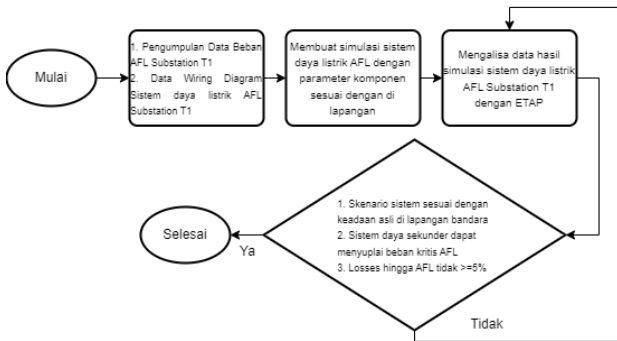 Mulai
1. Pengumpulan Data Beban
AFL Substation T1
2. Data Wiring Diagram
Sistem daya listrik AFL
Substation T1
Membuat simulasi sistem
daya listrik AFL dengan
parameter komponen
sesuai dengan di
lapangan
Mengalisa data hasil
simulasi sistem daya listrik
AFL Substation T1
dengan ETAP
1. Skenario sistem sesuai dengan
keadaan asli di lapangan bandara
2. Sistem daya sekunder dapat
menyuplai beban kritis AFL
3. Losses hingga AFL tidak >=5%
Ya
Selesai
Tidak